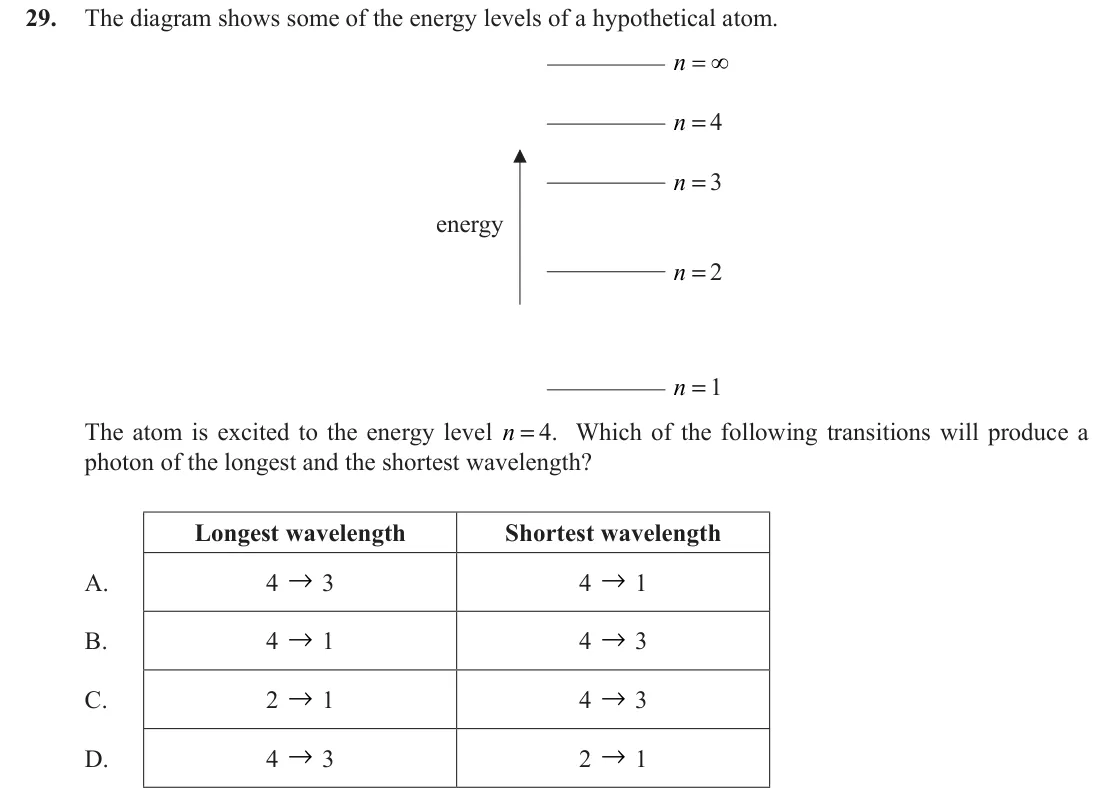 29. The diagram shows some of the energy levels of a hypothetical atom.
n = ∞
n = 4
n = 3
energy
n = 2
n = 1
The atom is excited to the energy level n = 4. Which of the following transitions will produce a
photon of the longest and the shortest wavelength?
Longest wavelength Shortest wavelength
A. 4 → 3 4 → 1
B. 4 → 1 4 → 3
C. 2 → 1 4 → 3
D. 4 → 3 2 → 1